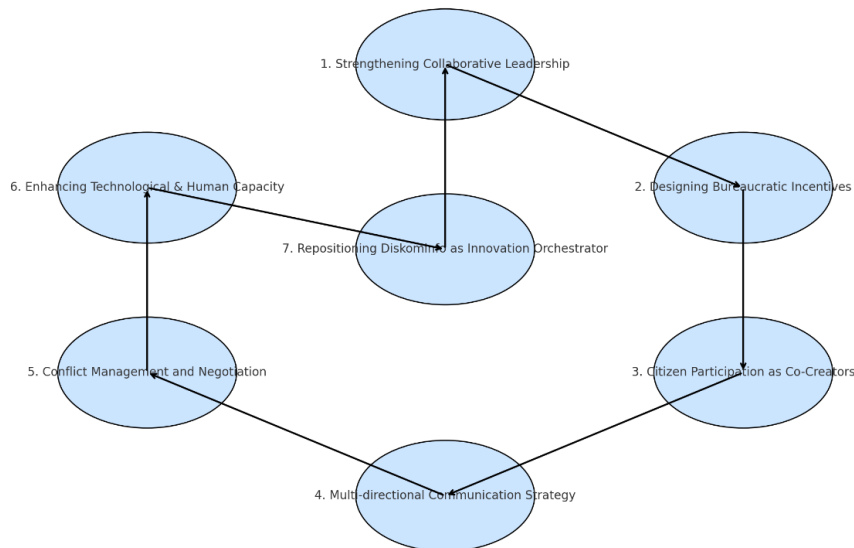 1. Strengthening Collaborative Leadership
2. Designing Bureaucratic Incentives
3. Citizen Participation as Co-Creators
4. Multi-directional Communication Strategy
5. Conflict Management and Negotiation
6. Enhancing Technological & Human Capacity
7. Repositioning Diskominfo as Innovation Orchestrator